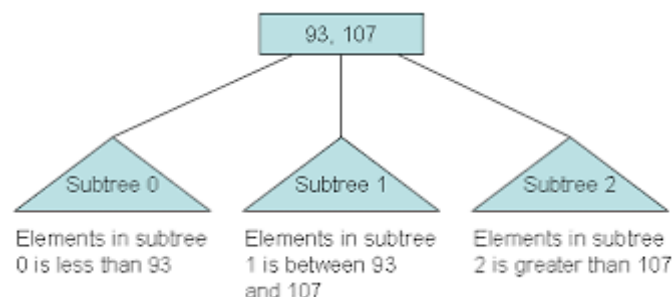 93, 107
Subtree 0
Subtree 1
Subtree 2
Elements in subtree
0 is less than 93
Elements in subtree
1 is between 93
and 107
Elements in subtree
2 is greater than 107